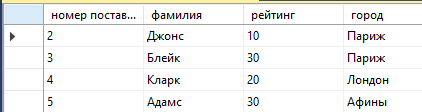 номер постав... фамилия рейтинг город
2 Джонс 10 Париж
3 Блейк 30 Париж
4 Кларк 20 Лондон
5 Адамс 30 Афины